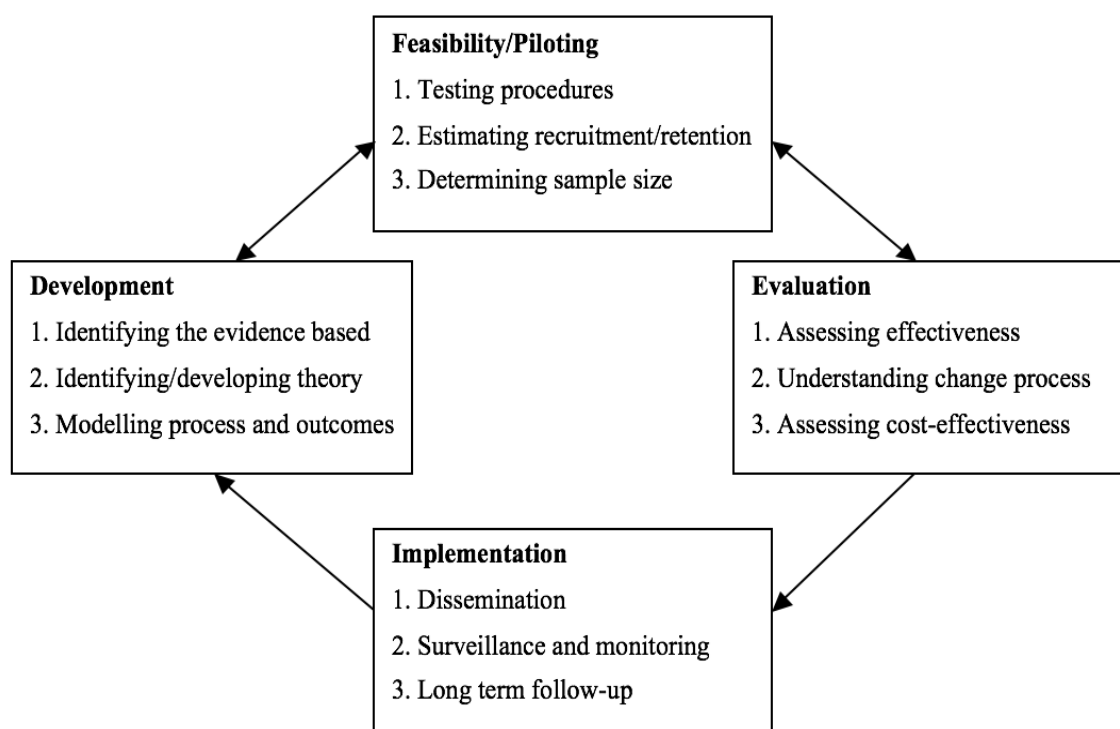 Feasibility/Piloting
1. Testing procedures
2. Estimating recruitment/retention
3. Determining sample size
Development
1. Identifying the evidence based
2. Identifying/developing theory
3. Modelling process and outcomes
Evaluation
1. Assessing effectiveness
2. Understanding change process
3. Assessing cost-effectiveness
Implementation
1. Dissemination
2. Surveillance and monitoring
3. Long term follow-up